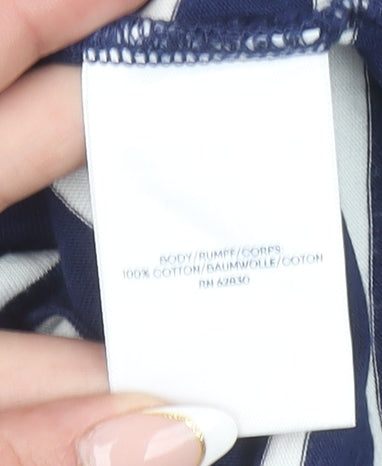 BODY/RUMPF/CORPS:
100% COTTON/BAUMWOLLE/COTON
RN 62830